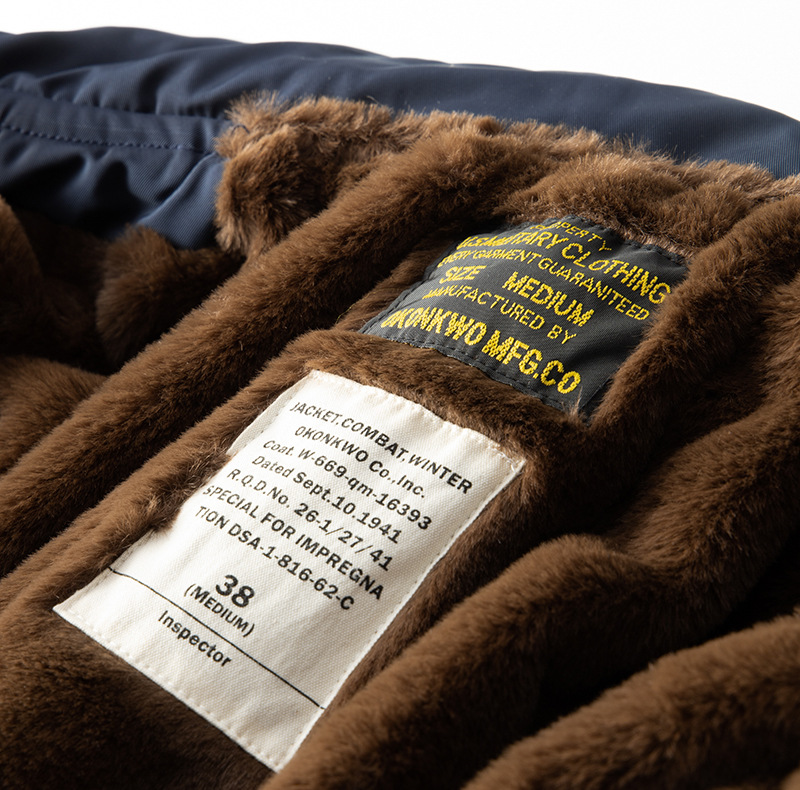 PROPERTY
U.S.MILITARY CLOTHING
EVERY GARMENT GUARANTEED
SIZE MEDIUM
MANUFACTURED BY
OKONKWO MFG.CO
JACKET.COMBAT.WINTER
OKONKWO Co.,Inc.
Coat. W-669-qm-16393
Dated Sept.10.1941
R.Q.D.No. 26-1/27/41
SPECIAL FOR IMPREGNA
TION DSA-1-816-62-C
38
(MEDIUM)
Inspector